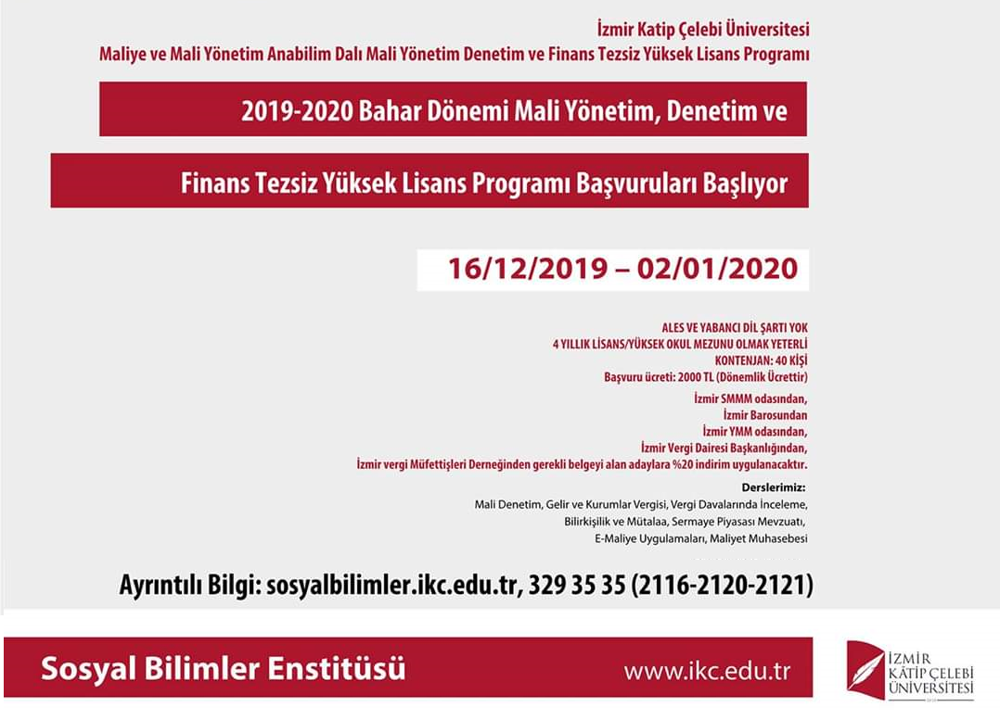 İzmir Katip Çelebi Üniversitesi
Maliye ve Mali Yönetim Anabilim Dalı Mali Yönetim Denetim ve Finans Tezsiz Yüksek Lisans Programı
2019-2020 Bahar Dönemi Mali Yönetim, Denetim ve
Finans Tezsiz Yüksek Lisans Programı Başvuruları Başlıyor
16/12/2019 – 02/01/2020
ALES VE YABANCI DİL ŞARTI YOK
4 YILLIK LİSANS/YÜKSEK OKUL MEZUNU OLMAK YETERLİ
KONTENJAN: 40 KİŞİ
Başvuru ücreti: 2000 TL (Dönemlik Ücrettir)
İzmir SMMM odasından,
İzmir Barosundan
İzmir YMM odasından,
İzmir Vergi Dairesi Başkanlığından,
İzmir vergi Müfettişleri Derneğinden gerekli belgeyi alan adaylara %20 indirim uygulanacaktır.
Derslerimiz:
Mali Denetim, Gelir ve Kurumlar Vergisi, Vergi Davalarında İnceleme,
Bilirkişilik ve Mütalaa, Sermaye Piyasası Mevzuatı,
E-Maliye Uygulamaları, Maliyet Muhasebesi
Ayrıntılı Bilgi: sosyalbilimler.ikc.edu.tr, 329 35 35 (2116-2120-2121)
Sosyal Bilimler Enstitüsü
www.ikc.edu.tr
İZMİR
KÂTİP ÇELEBİ
ÜNİVERSİTESİ